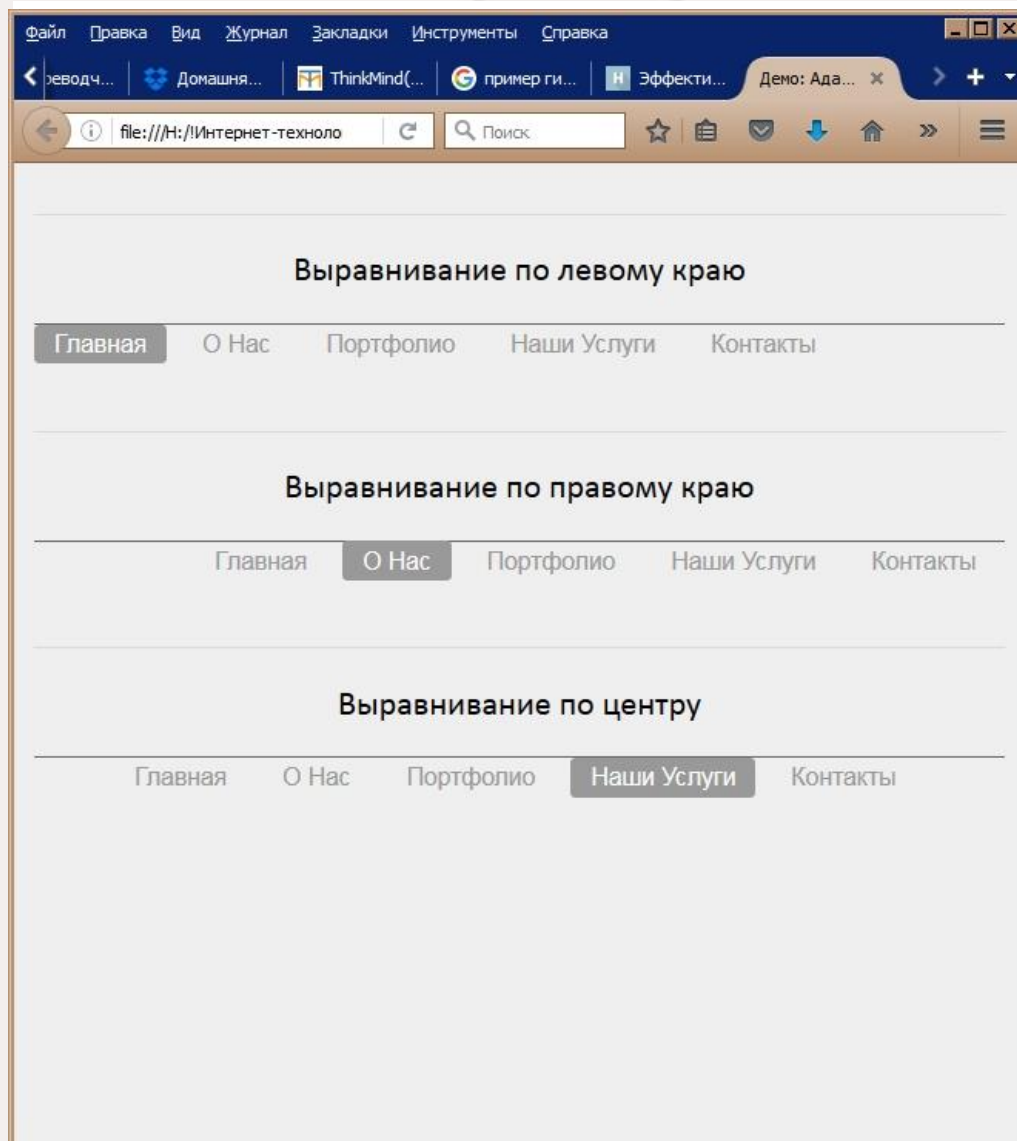 Файл Правка Вид Журнал Закладки Инструменты Справка
реводч... Домашня... ThinkMind(... пример ги... H Эффекти... Демо: Ада...
file:///H:/!Интернет-техноло Поиск
Выравнивание по левому краю
Главная О Нас Портфолио Наши Услуги Контакты
Выравнивание по правому краю
Главная О Нас Портфолио Наши Услуги Контакты
Выравнивание по центру
Главная О Нас Портфолио Наши Услуги Контакты